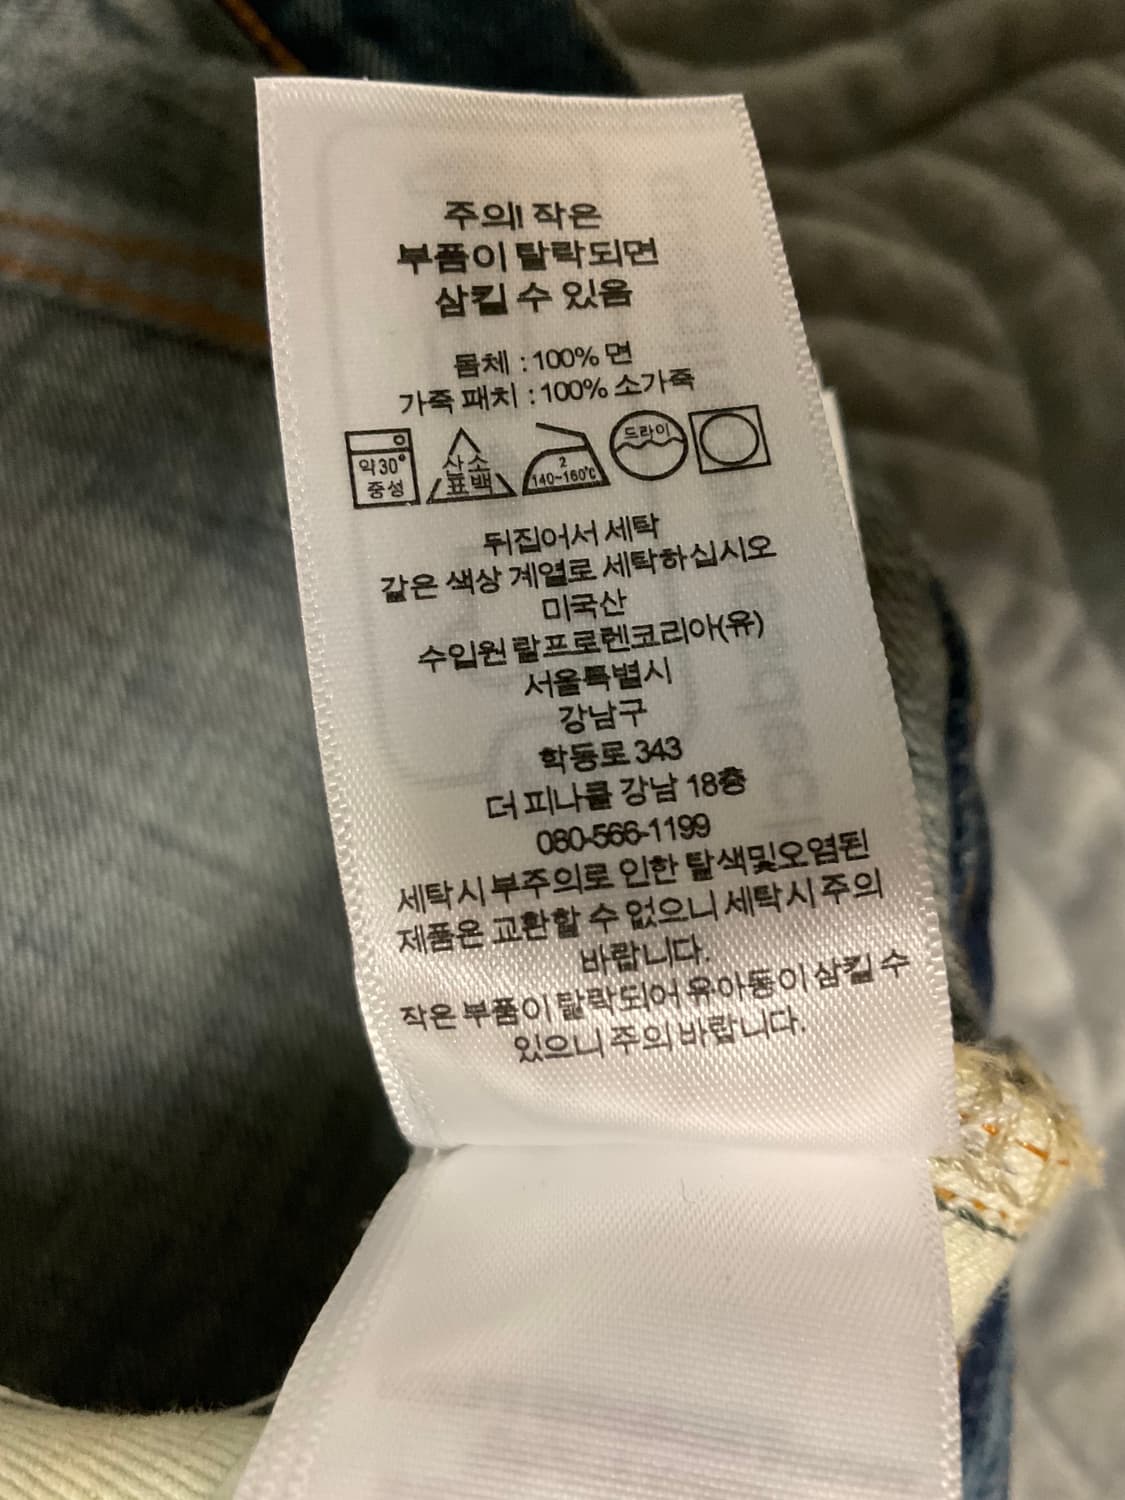 주의! 작은
부품이 탈락되면
삼킬 수 있음
몸체 : 100% 면
가죽 패치 : 100% 소가죽
약30°
중성
산소
표백
2
140~160℃
드라이
뒤집어서 세탁
같은 색상 계열로 세탁하십시오
미국산
수입원 랄프로렌코리아(유)
서울특별시
강남구
학동로 343
더 피나클 강남 18층
080-566-1199
세탁시 부주의로 인한 탈색및오염된
제품은 교환할 수 없으니 세탁시 주의
바랍니다.
작은 부품이 탈락되어 유아동이 삼킬 수
있으니 주의 바랍니다.